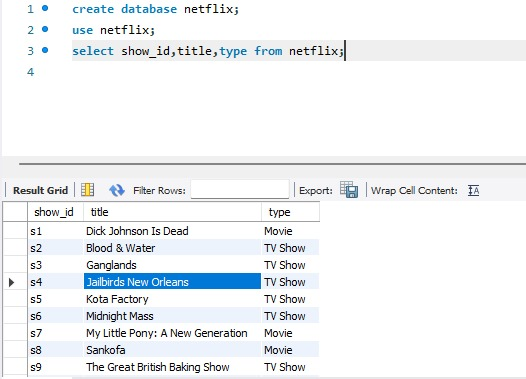 1 create database netflix;
2 use netflix;
3 select show_id,title,type from netflix;
4
Result Grid Filter Rows: Export: Wrap Cell Content:
show_id title type
s1 Dick Johnson Is Dead Movie
s2 Blood & Water TV Show
s3 Ganglands TV Show
s4 Jailbirds New Orleans TV Show
s5 Kota Factory TV Show
s6 Midnight Mass TV Show
s7 My Little Pony: A New Generation Movie
s8 Sankofa Movie
s9 The Great British Baking Show TV Show